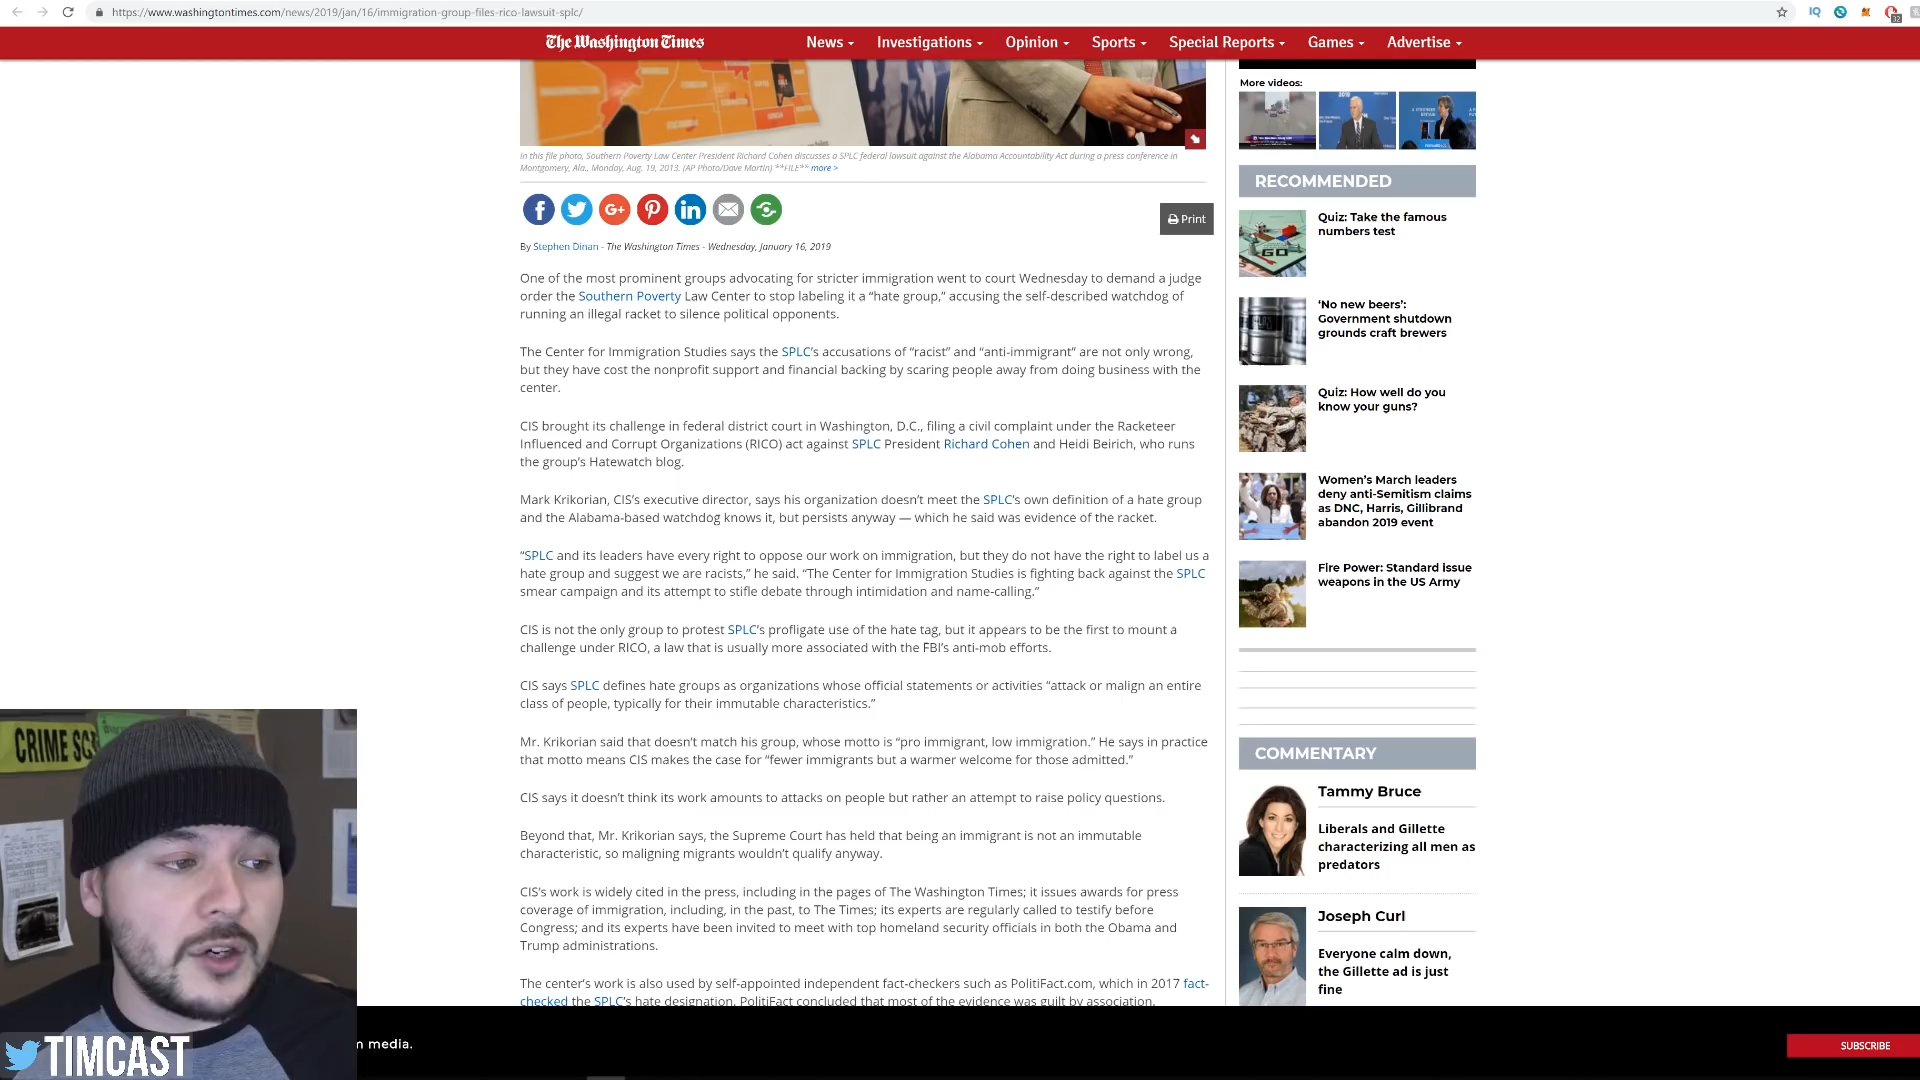 https://www.washingtontimes.com/news/2019/jan/16/immigration-group-files-rico-lawsuit-splc/
IQ
32
The Washington Times
News
Investigations
Opinion
Sports
Special Reports
Games
Advertise
In this file photo, Southern Poverty Law Center President Richard Cohen discusses a SPLC federal lawsuit against the Alabama Accountability Act during a press conference in
Montgomery, Ala., Monday, Aug. 19, 2013. (AP Photo/Dave Martin) **FILE** more >
Print
By Stephen Dinan - The Washington Times - Wednesday, January 16, 2019
One of the most prominent groups advocating for stricter immigration went to court Wednesday to demand a judge
order the Southern Poverty Law Center to stop labeling it a “hate group,” accusing the self-described watchdog of
running an illegal racket to silence political opponents.
The Center for Immigration Studies says the SPLC’s accusations of “racist” and “anti-immigrant” are not only wrong,
but they have cost the nonprofit support and financial backing by scaring people away from doing business with the
center.
CIS brought its challenge in federal district court in Washington, D.C., filing a civil complaint under the Racketeer
Influenced and Corrupt Organizations (RICO) act against SPLC President Richard Cohen and Heidi Beirich, who runs
the group’s Hatewatch blog.
Mark Krikorian, CIS’s executive director, says his organization doesn’t meet the SPLC’s own definition of a hate group
and the Alabama-based watchdog knows it, but persists anyway — which he said was evidence of the racket.
“SPLC and its leaders have every right to oppose our work on immigration, but they do not have the right to label us a
hate group and suggest we are racists,” he said. “The Center for Immigration Studies is fighting back against the SPLC
smear campaign and its attempt to stifle debate through intimidation and name-calling.”
CIS is not the only group to protest SPLC’s profligate use of the hate tag, but it appears to be the first to mount a
challenge under RICO, a law that is usually more associated with the FBI’s anti-mob efforts.
CIS says SPLC defines hate groups as organizations whose official statements or activities “attack or malign an entire
class of people, typically for their immutable characteristics.”
Mr. Krikorian said that doesn’t match his group, whose motto is “pro immigrant, low immigration.” He says in practice
that motto means CIS makes the case for “fewer immigrants but a warmer welcome for those admitted.”
CIS says it doesn’t think its work amounts to attacks on people but rather an attempt to raise policy questions.
Beyond that, Mr. Krikorian says, the Supreme Court has held that being an immigrant is not an immutable
characteristic, so maligning migrants wouldn’t qualify anyway.
CIS’s work is widely cited in the press, including in the pages of The Washington Times; it issues awards for press
coverage of immigration, including, in the past, to The Times; its experts are regularly called to testify before
Congress; and its experts have been invited to meet with top homeland security officials in both the Obama and
Trump administrations.
The center’s work is also used by self-appointed independent fact-checkers such as PolitiFact.com, which in 2017 fact-
checked the SPLC’s hate designation. PolitiFact concluded that most of the evidence was guilt by association.
More videos:
RECOMMENDED
Quiz: Take the famous
numbers test
GO
‘No new beers’:
Government shutdown
grounds craft brewers
Quiz: How well do you
know your guns?
Women’s March leaders
deny anti-Semitism claims
as DNC, Harris, Gillibrand
abandon 2019 event
Fire Power: Standard issue
weapons in the US Army
COMMENTARY
Tammy Bruce
Liberals and Gillette
characterizing all men as
predators
Joseph Curl
Everyone calm down,
the Gillette ad is just
fine
CRIME SC
TIMCAST
media.
SUBSCRIBE